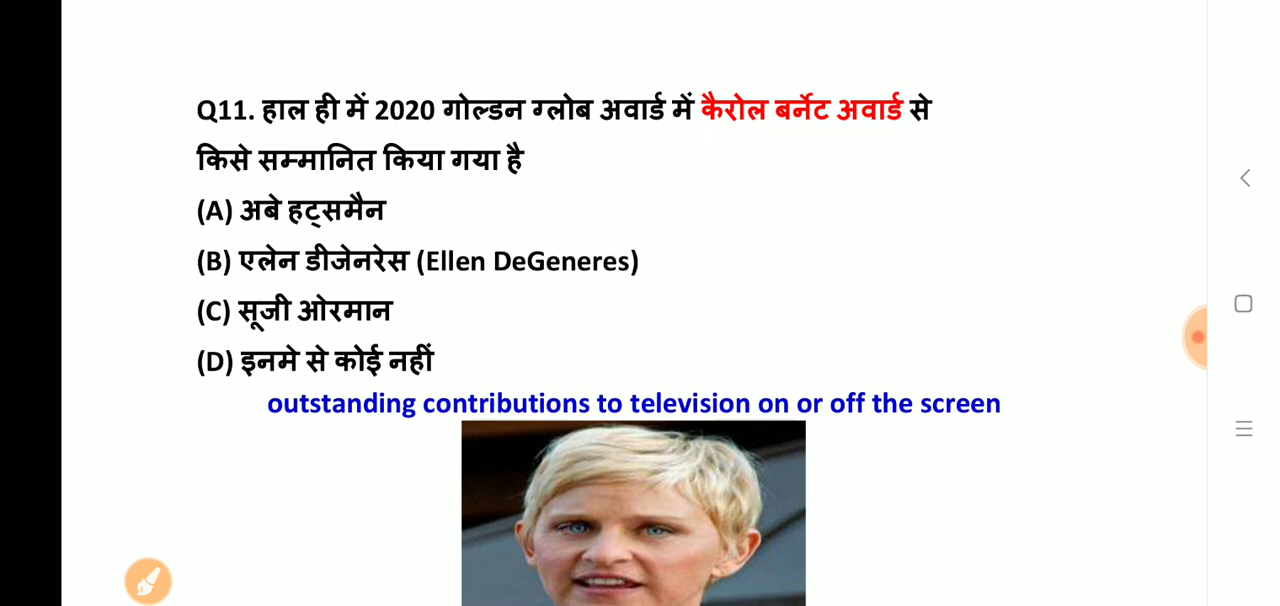 Q11. हाल ही में 2020 गोल्डन ग्लोब अवार्ड में कैरोल बर्नेट अवार्ड से
किसे सम्मानित किया गया है
(A) अबे हट्समैन
(B) एलेन डीजेनरेस (Ellen DeGeneres)
(C) सूजी ओरमान
(D) इनमे से कोई नहीं
outstanding contributions to television on or off the screen